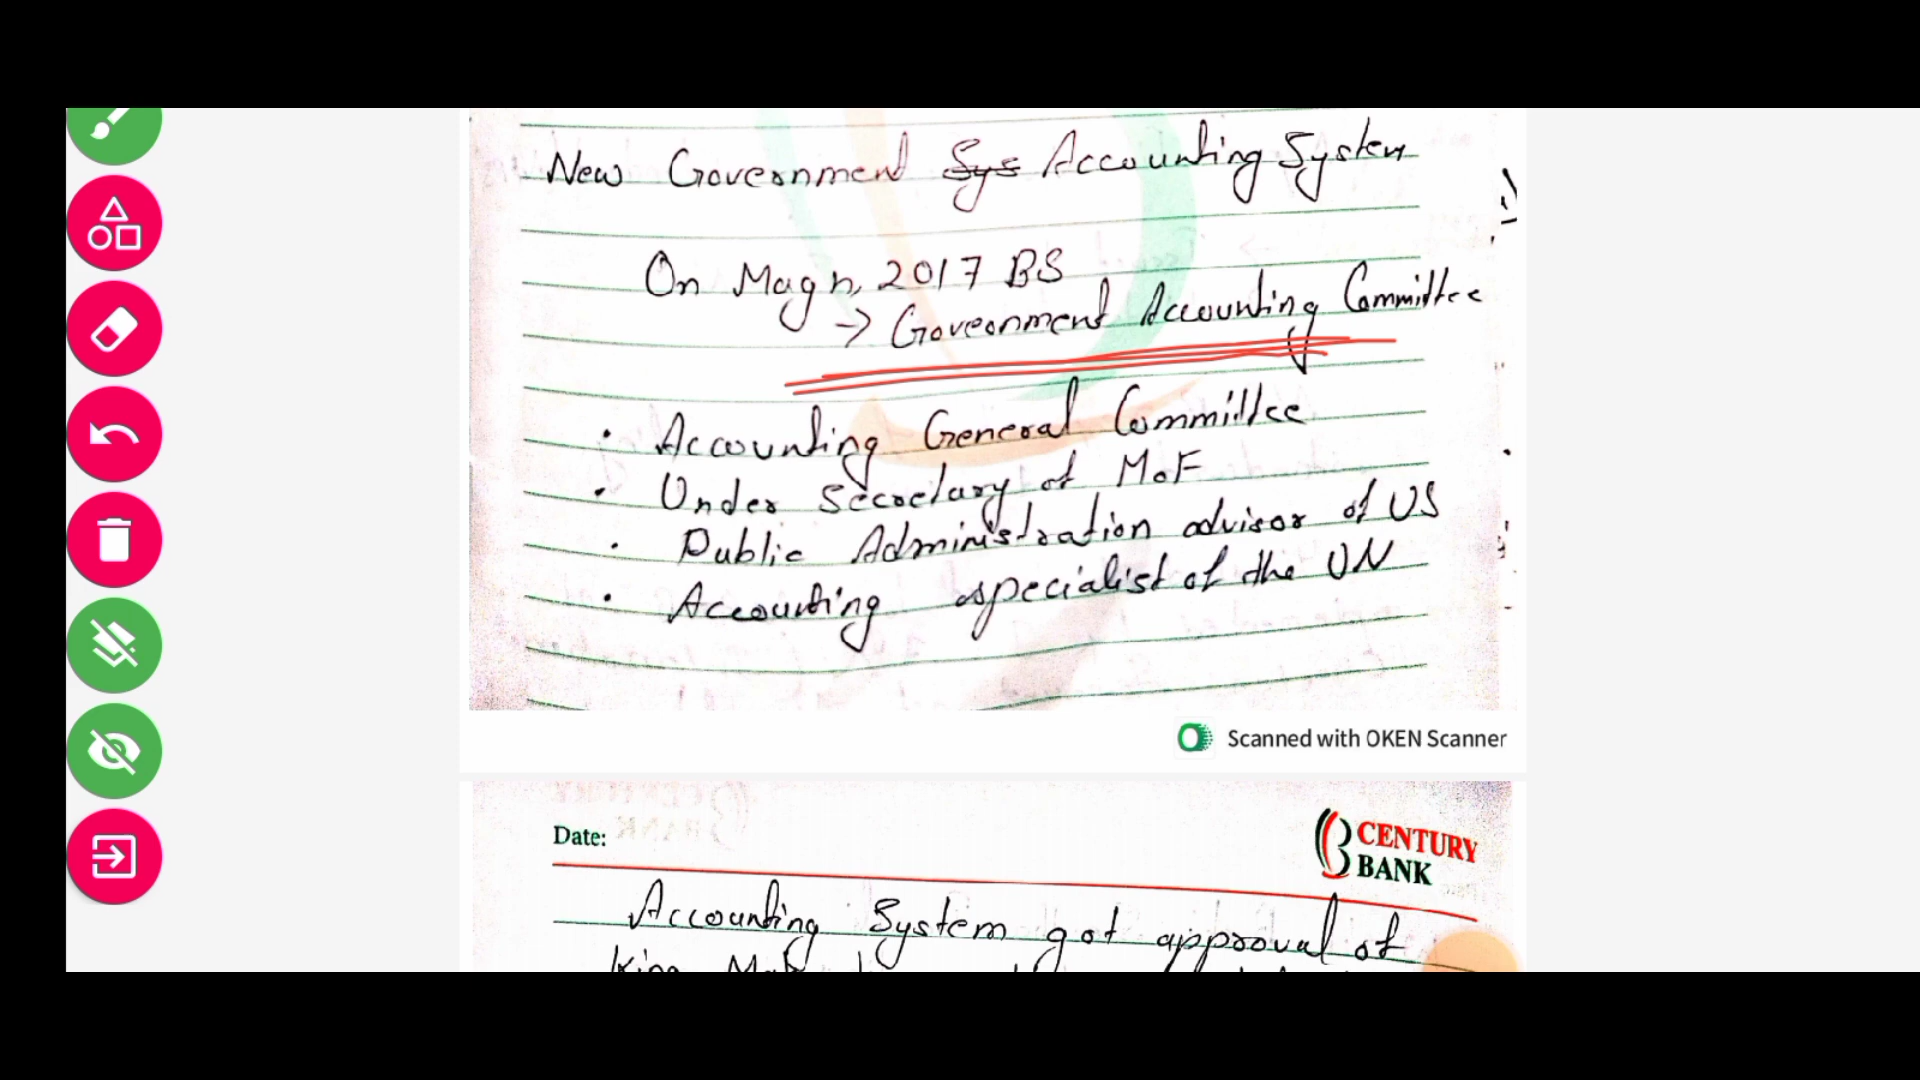 New Government Sys Accounting System
On Magh, 2017 BS
-> Government Accounting Committee
• Accounting General Committee
• Under Secretary of MoF
• Public Administration advisor of US
• Accounting specialist of the UN
Scanned with OKEN Scanner
Date:
CENTURY
BANK
Accounting System got approval of
King